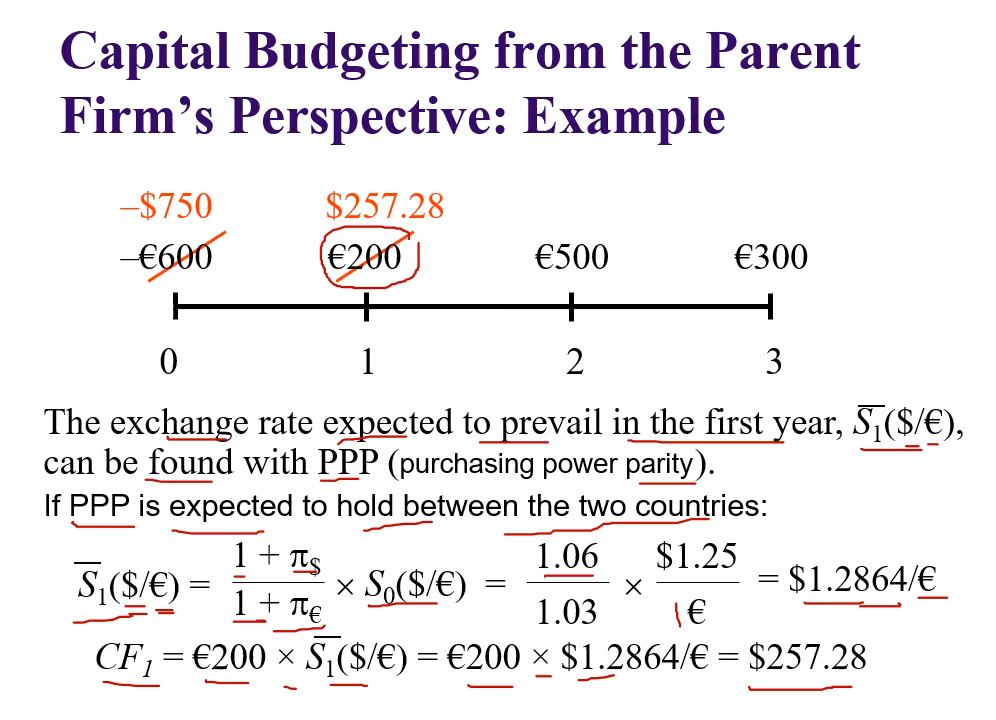 Capital Budgeting from the Parent
Firm's Perspective: Example
–$750 $257.28
–€600 €200 €500 €300
0 1 2 3
The exchange rate expected to prevail in the first year, S̅₁($/€),
can be found with PPP (purchasing power parity).
If PPP is expected to hold between the two countries:
S̅₁($/€) = (1 + π$)/(1 + π€) × S₀($/€) = 1.06/1.03 × $1.25/1€ = $1.2864/€
CF₁ = €200 × S̅₁($/€) = €200 × $1.2864/€ = $257.28